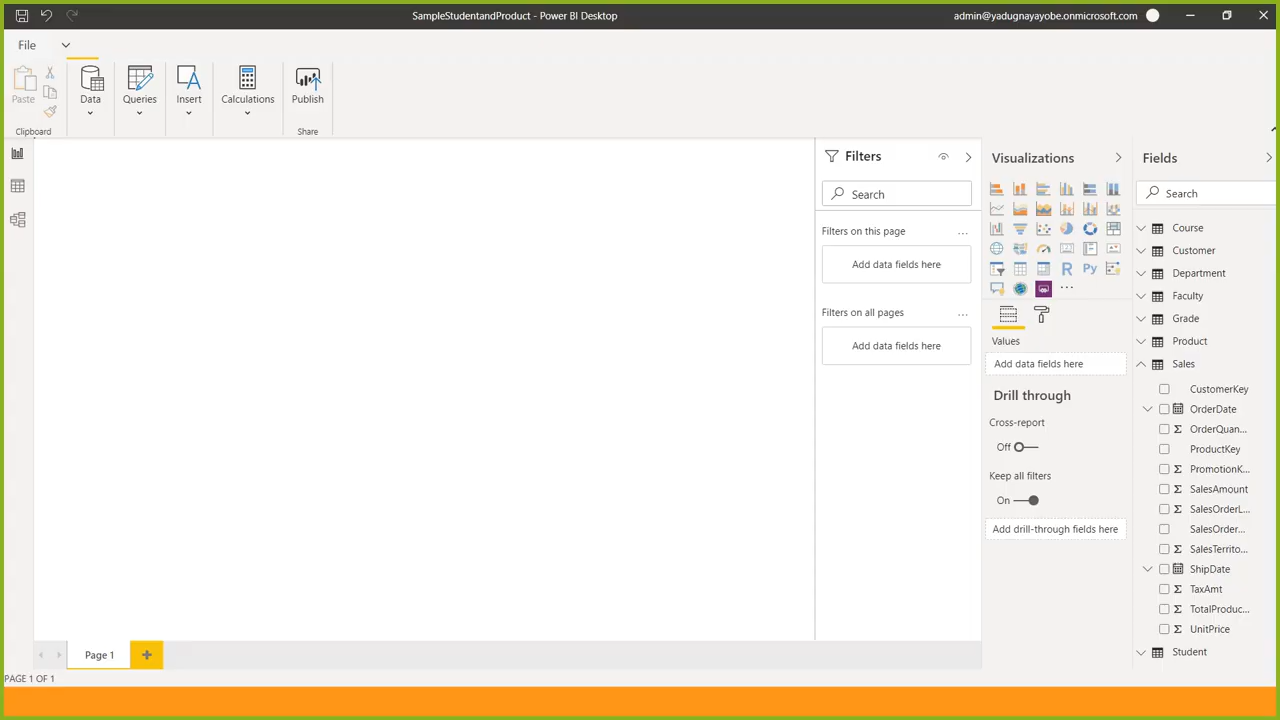 SampleStudentandProduct - Power BI Desktop
admin@yadugnayayobe.onmicrosoft.com
File
Paste
Data
Queries
Insert
Calculations
Publish
Clipboard
Share
Filters
Search
Filters on this page
Add data fields here
Filters on all pages
Add data fields here
Visualizations
R
Py
Values
Add data fields here
Drill through
Cross-report
Off
Keep all filters
On
Add drill-through fields here
Fields
Search
Course
Customer
Department
Faculty
Grade
Product
Sales
CustomerKey
OrderDate
OrderQuan...
ProductKey
PromotionK...
SalesAmount
SalesOrderL...
SalesOrder...
SalesTerrito...
ShipDate
TaxAmt
TotalProduc...
UnitPrice
Student
Page 1
PAGE 1 OF 1